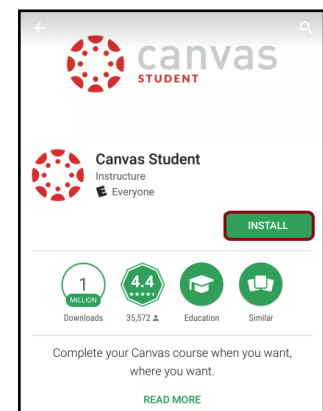 canvas
STUDENT
Canvas Student
Instructure
E Everyone
INSTALL
1
MILLION
4.4
Downloads
35,572
Education
Similar
Complete your Canvas course when you want,
where you want.
READ MORE